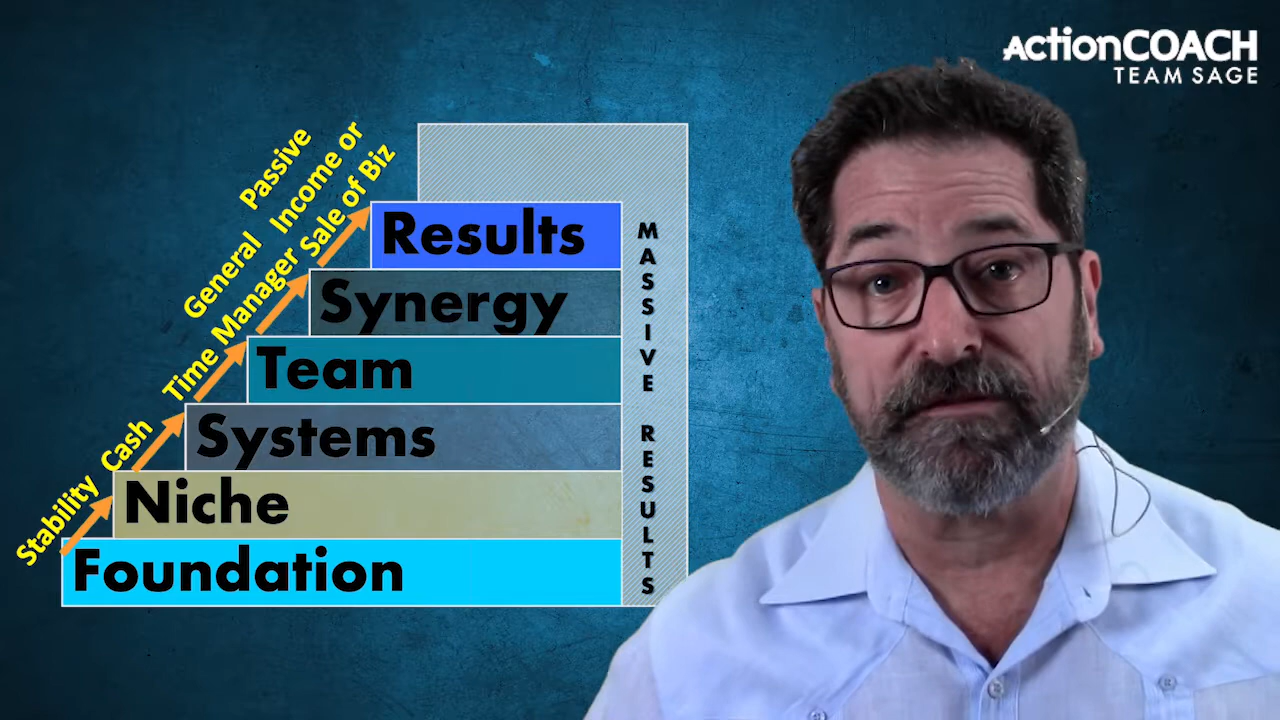 ACtionCOACH
TEAM SAGE
Passive
Income or
Sale of Biz
General
Manager
Time
Cash
Stability
Results
Synergy
Team
Systems
Niche
Foundation
MASSIVE RESULTS